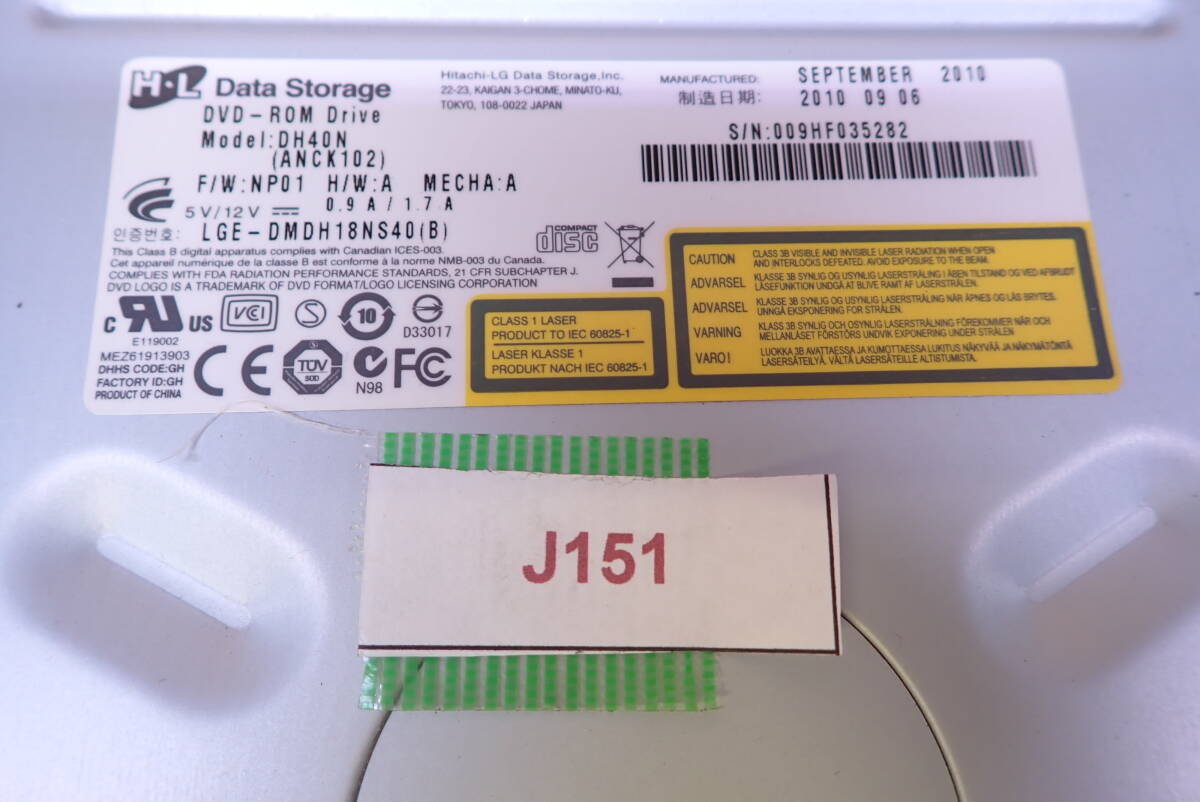 H·L Data Storage
DVD-ROM Drive
Model:DH40N
(ANCK102)
F/W:NP01 H/W:A MECHA:A
5V/12V 0.9 A / 1.7 A
인증번호: LGE-DMDH18NS40(B)
Hitachi-LG Data Storage,Inc.
22-23, KAIGAN 3-CHOME, MINATO-KU,
TOKYO, 108-0022 JAPAN
MANUFACTURED: SEPTEMBER 2010
制造日期: 2010 09 06
S/N:009HF035282
This Class B digital apparatus complies with Canadian ICES-003.
Cet appareil numérique de la classe B est conforme à la norme NMB-003 du Canada.
COMPLIES WITH FDA RADIATION PERFORMANCE STANDARDS, 21 CFR SUBCHAPTER J.
DVD LOGO IS A TRADEMARK OF DVD FORMAT/LOGO LICENSING CORPORATION
COMPACT
disc
C RU US
E119002
VCI
S
10
D33017
MEZ61913903
DHHS CODE:GH
FACTORY ID:GH
PRODUCT OF CHINA
CE
TÜV
SÜD
N98
FC
CLASS 1 LASER
PRODUCT TO IEC 60825-1
LASER KLASSE 1
PRODUKT NACH IEC 60825-1
CAUTION CLASS 3B VISIBLE AND INVISIBLE LASER RADIATION WHEN OPEN
AND INTERLOCKS DEFEATED. AVOID EXPOSURE TO THE BEAM.
ADVARSEL KLASSE 3B SYNLIG OG USYNLIG LASERSTRÅLING I ÅBEN TILSTAND OG VED AFBRUDT
LÅSEFUNKTION UNDGÅ AT BLIVE RAMT AF LASERSTRÅLEN.
ADVARSEL KLASSE 3B SYNLIG OG USYNLIG LASERSTRÅLING NÅR ÅPNES OG LÅS BRYTES.
UNNGÅ EKSPONERING FOR STRÅLEN.
VARNING KLASS 3B SYNLIG OCH OSYNLIG LASERSTRÅLNING FÖREKOMMER NÄR OCH
MELLANLÅSET FÖRSTÖRS UNDVIK EXPONERING AV STRÅLEN.
VARO! LUOKKA 3B AVATTAESSA JA KUMOTTAESSA LUKITUS NÄKYVÄÄ JA NÄKYMÄTÖNTÄ
LASERSÄTEILYÄ, VÄLTÄ LASERSÄTEILLE ALTISTUMISTA.
J151